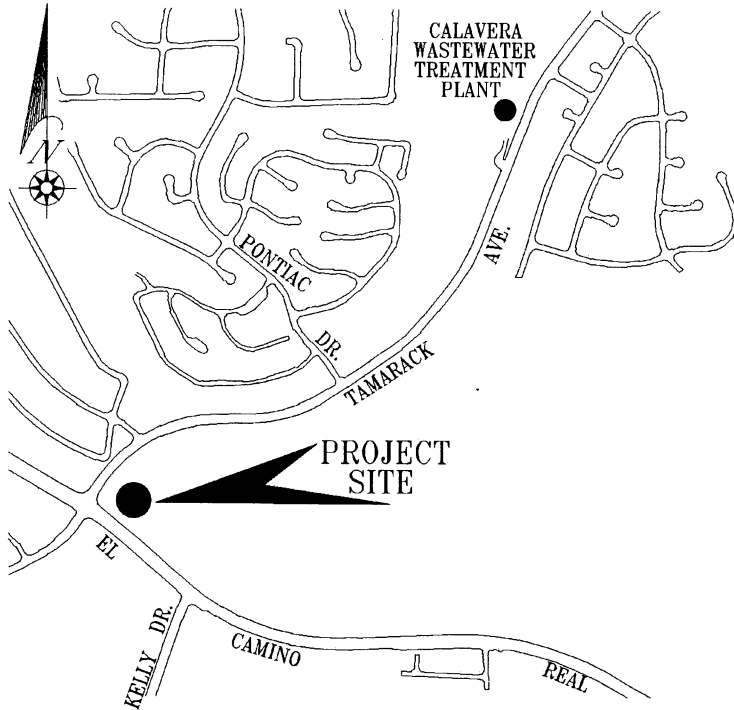 CALAVERA
WASTEWATER
TREATMENT
PLANT
N
PONTIAC
DR.
TAMARACK
AVE.
PROJECT
SITE
EL
CAMINO
REAL
KELLY DR.